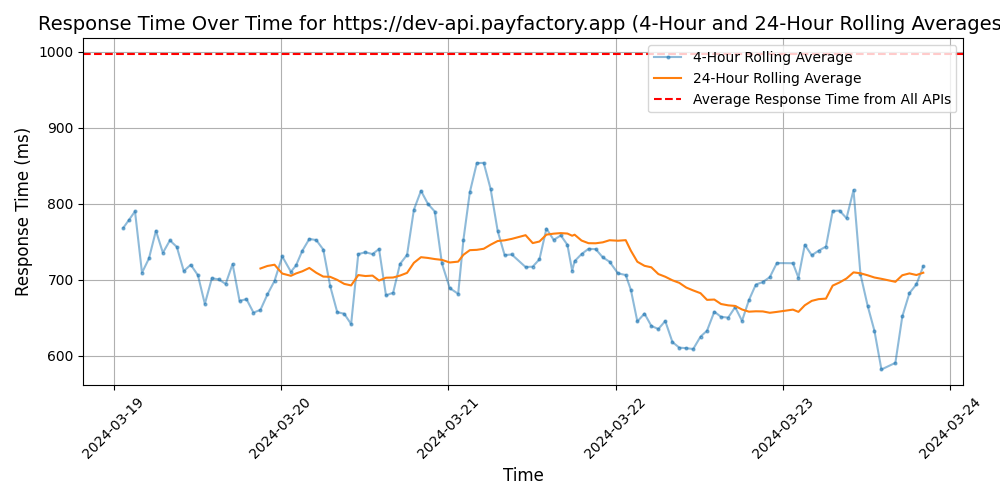 Response Time Over Time for https://dev-api.payfactory.app (4-Hour and 24-Hour Rolling Averages
4-Hour Rolling Average
24-Hour Rolling Average
Average Response Time from All APIs
Response Time (ms)
1000
900
800
700
600
2024-03-19
2024-03-20
2024-03-21
2024-03-22
2024-03-23
2024-03-24
Time